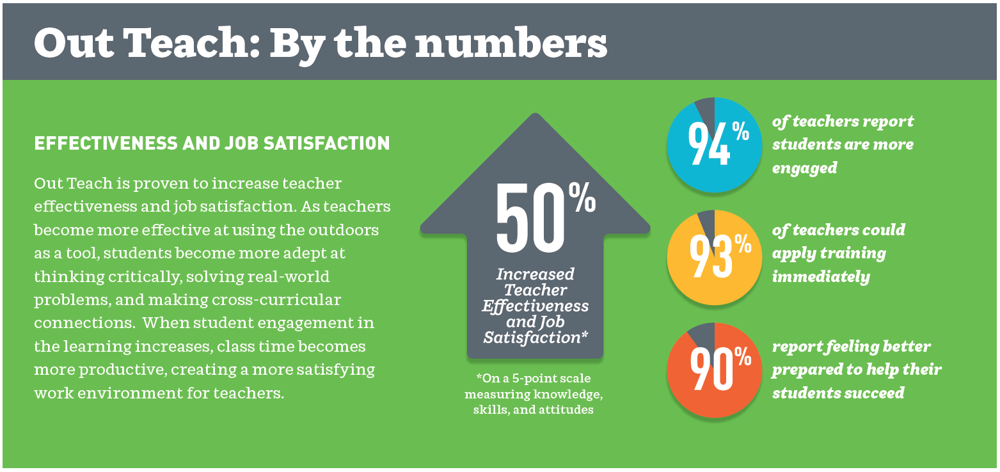 Out Teach: By the numbers
EFFECTIVENESS AND JOB SATISFACTION
Out Teach is proven to increase teacher
effectiveness and job satisfaction. As teachers
become more effective at using the outdoors
as a tool, students become more adept at
thinking critically, solving real-world
problems, and making cross-curricular
connections.  When student engagement in
the learning increases, class time becomes
more productive, creating a more satisfying
work environment for teachers.
50%
Increased
Teacher
Effectiveness
and Job
Satisfaction*
*On a 5-point scale
measuring knowledge,
skills, and attitudes
94%
of teachers report
students are more
engaged
93%
of teachers could
apply training
immediately
90%
report feeling better
prepared to help their
students succeed